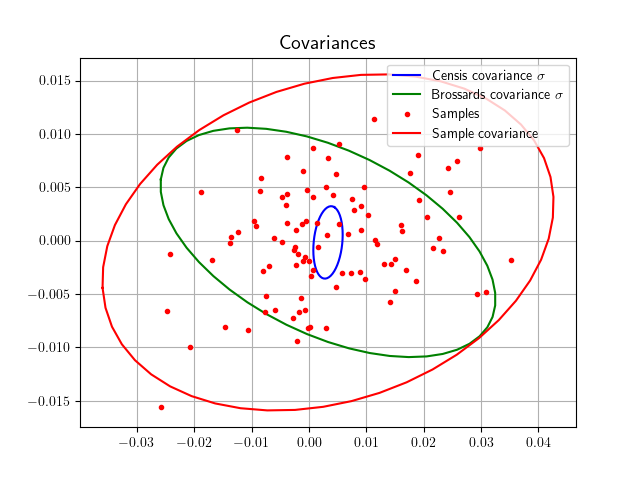 Covariances
Censis covariance σ
Brossards covariance σ
Samples
Sample covariance
0.015
0.010
0.005
0.000
−0.005
−0.010
−0.015
−0.03 −0.02 −0.01 0.00 0.01 0.02 0.03 0.04